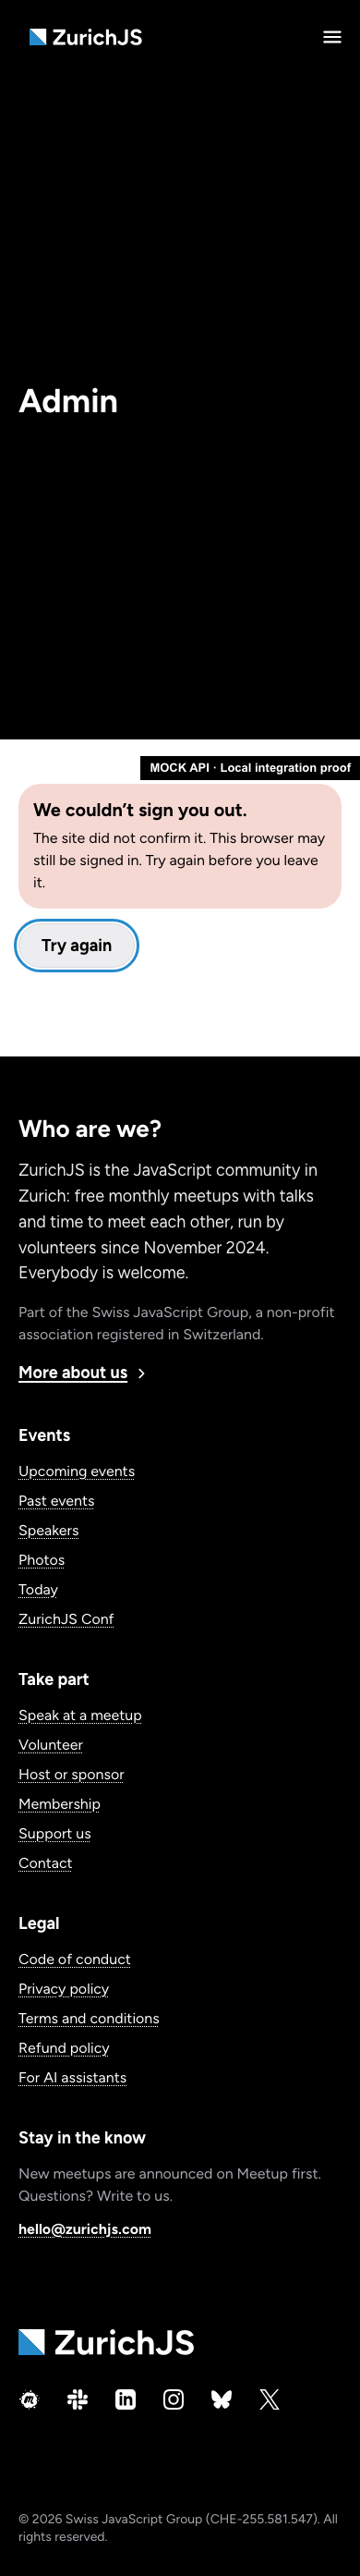 ZurichJS
Admin
MOCK API · Local integration proof
We couldn’t sign you out.
The site did not confirm it. This browser may
still be signed in. Try again before you leave
it.
Try again
Who are we?
ZurichJS is the JavaScript community in
Zurich: free monthly meetups with talks
and time to meet each other, run by
volunteers since November 2024.
Everybody is welcome.
Part of the Swiss JavaScript Group, a non-profit
association registered in Switzerland.
More about us
Events
Upcoming events
Past events
Speakers
Photos
Today
ZurichJS Conf
Take part
Speak at a meetup
Volunteer
Host or sponsor
Membership
Support us
Contact
Legal
Code of conduct
Privacy policy
Terms and conditions
Refund policy
For AI assistants
Stay in the know
New meetups are announced on Meetup first.
Questions? Write to us.
hello@zurichjs.com
ZurichJS
© 2026 Swiss JavaScript Group (CHE-255.581.547). All
rights reserved.